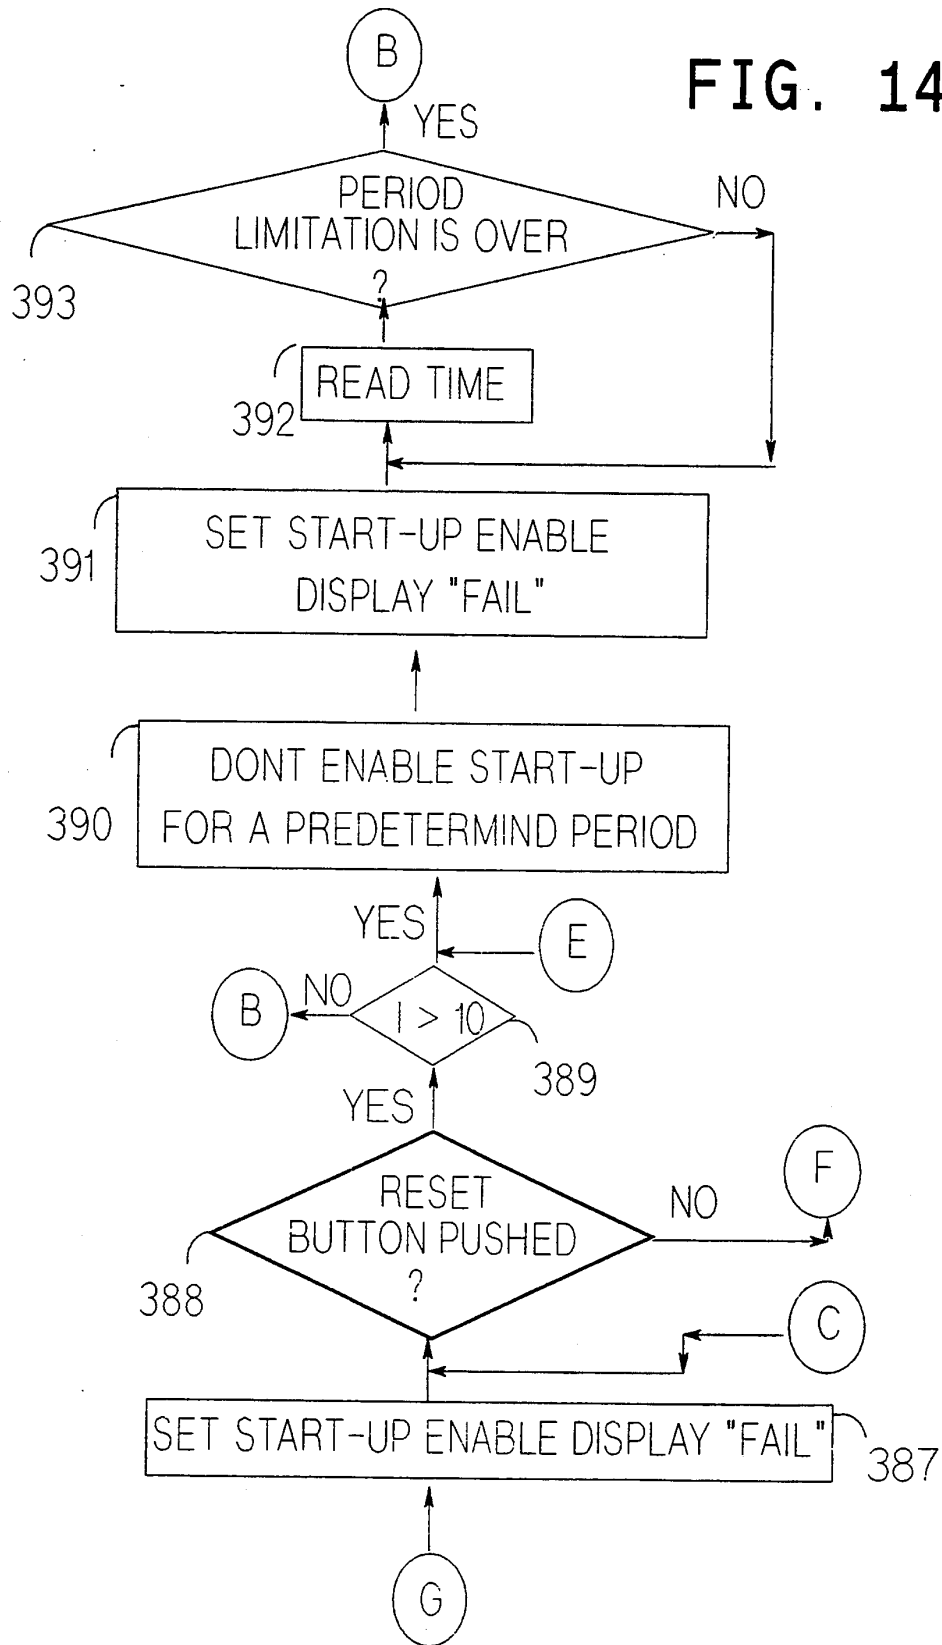 B
FIG. 14
YES
PERIOD
LIMITATION IS OVER
?
NO
393
READ TIME
392
SET START-UP ENABLE
DISPLAY "FAIL"
391
DONT ENABLE START-UP
FOR A PREDETERMIND PERIOD
390
YES
E
B
NO
I > 10
389
YES
RESET
BUTTON PUSHED
?
NO
F
388
C
SET START-UP ENABLE DISPLAY "FAIL"
387
G